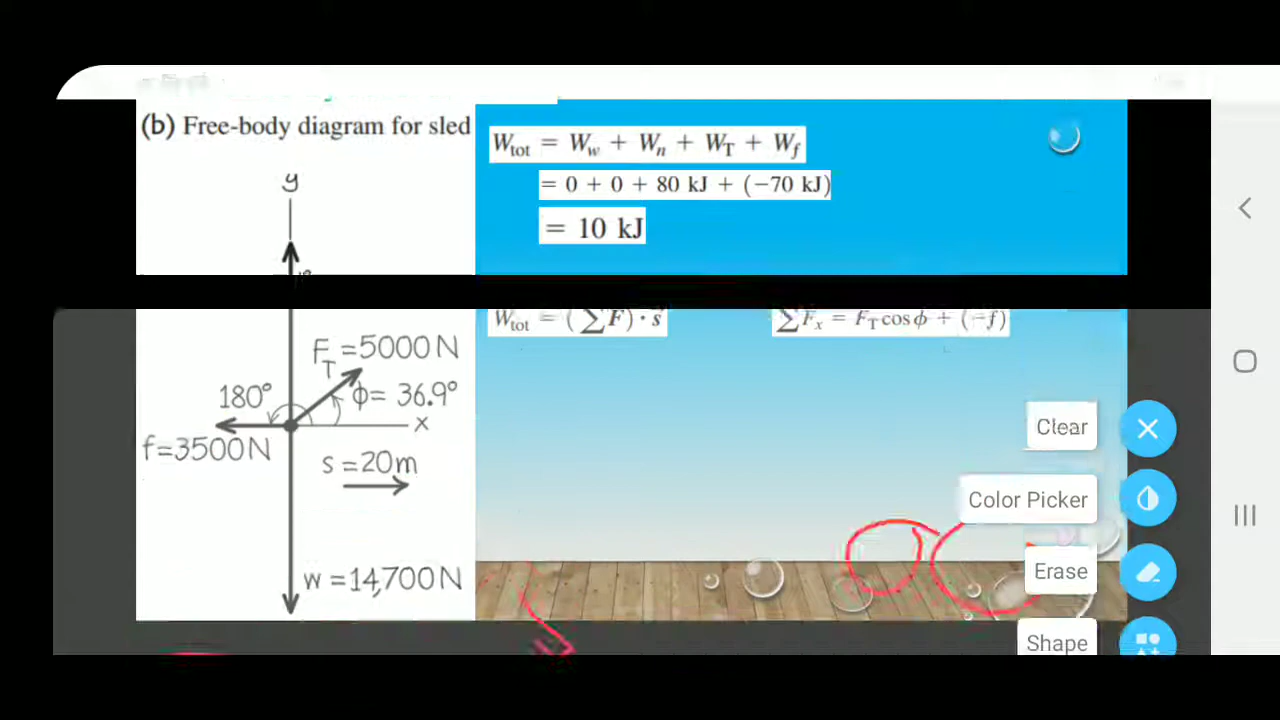 (b) Free-body diagram for sled
y
F_T = 5000 N
180° ϕ = 36.9°
x
f = 3500 N
s = 20 m
w = 14,700 N
W_tot = W_w + W_n + W_T + W_f
= 0 + 0 + 80 kJ + (−70 kJ)
= 10 kJ
W_tot = (∑F⃗) · s⃗
∑F_x = F_T cos ϕ + (−f)
Clear
Color Picker
Erase
Shape